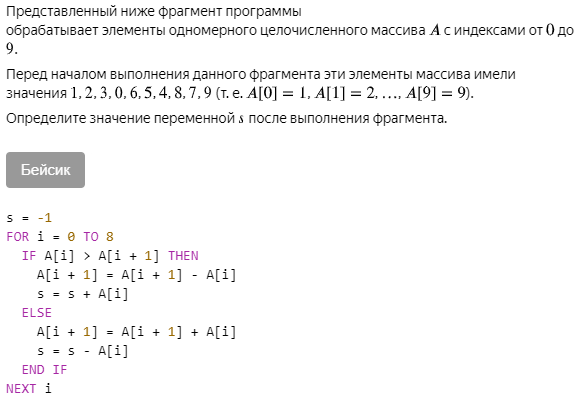 Представленный ниже фрагмент программы
обрабатывает элементы одномерного целочисленного массива A с индексами от 0 до
9.
Перед началом выполнения данного фрагмента эти элементы массива имели
значения 1, 2, 3, 0, 6, 5, 4, 8, 7, 9 (т. е. A[0] = 1, A[1] = 2, …, A[9] = 9).
Определите значение переменной s после выполнения фрагмента.
Бейсик
s = -1
FOR i = 0 TO 8
  IF A[i] > A[i + 1] THEN
    A[i + 1] = A[i + 1] - A[i]
    s = s + A[i]
  ELSE
    A[i + 1] = A[i + 1] + A[i]
    s = s - A[i]
  END IF
NEXT i